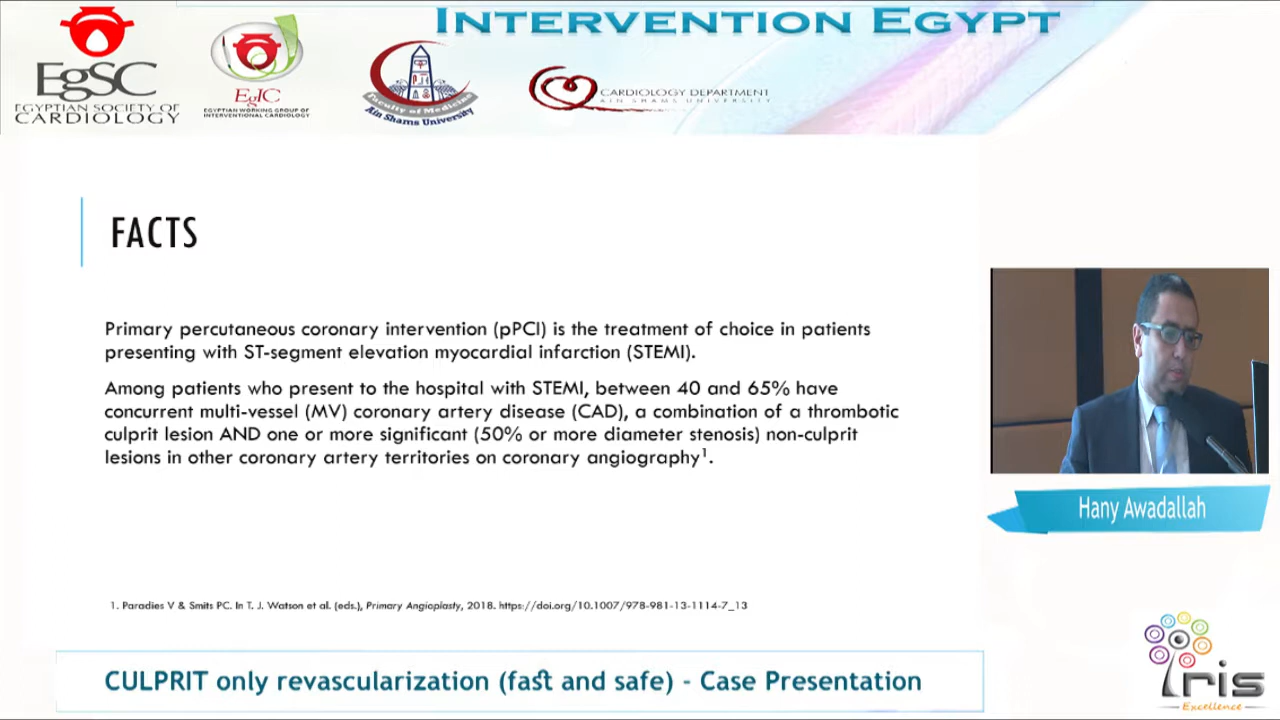 INTERVENTION EGYPT
EgSC
EGYPTIAN SOCIETY OF
CARDIOLOGY
EgIC
EGYPTIAN WORKING GROUP OF
INTERVENTIONAL CARDIOLOGY
Faculty of Medicine
Ain Shams University
CARDIOLOGY DEPARTMENT
AIN SHAMS UNIVERSITY
FACTS
Primary percutaneous coronary intervention (pPCI) is the treatment of choice in patients
presenting with ST-segment elevation myocardial infarction (STEMI).
Among patients who present to the hospital with STEMI, between 40 and 65% have
concurrent multi-vessel (MV) coronary artery disease (CAD), a combination of a thrombotic
culprit lesion AND one or more significant (50% or more diameter stenosis) non-culprit
lesions in other coronary artery territories on coronary angiography¹.
Hany Awadallah
1. Paradies V & Smits PC. In T. J. Watson et al. (eds.), Primary Angioplasty, 2018. https://doi.org/10.1007/978-981-13-1114-7_13
CULPRIT only revascularization (fast and safe) - Case Presentation
Iris
Excellence